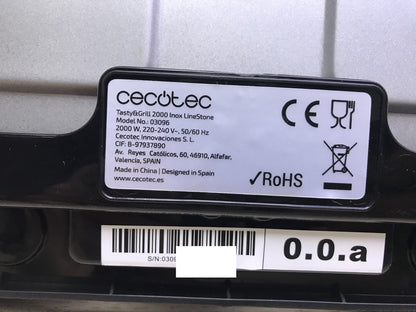 cecotec
Tasty&Grill 2000 Inox LineStone
Model No.: 03096
2000 W, 220-240 V~, 50/60 Hz
Cecotec Innovaciones S. L.
CIF: B-97937890
Av. Reyes Católicos, 60, 46910, Alfafar,
Valencia, SPAIN
Made in China | Designed in Spain
www.cecotec.es
CE
✓RoHS
S/N:0309
0.0.a